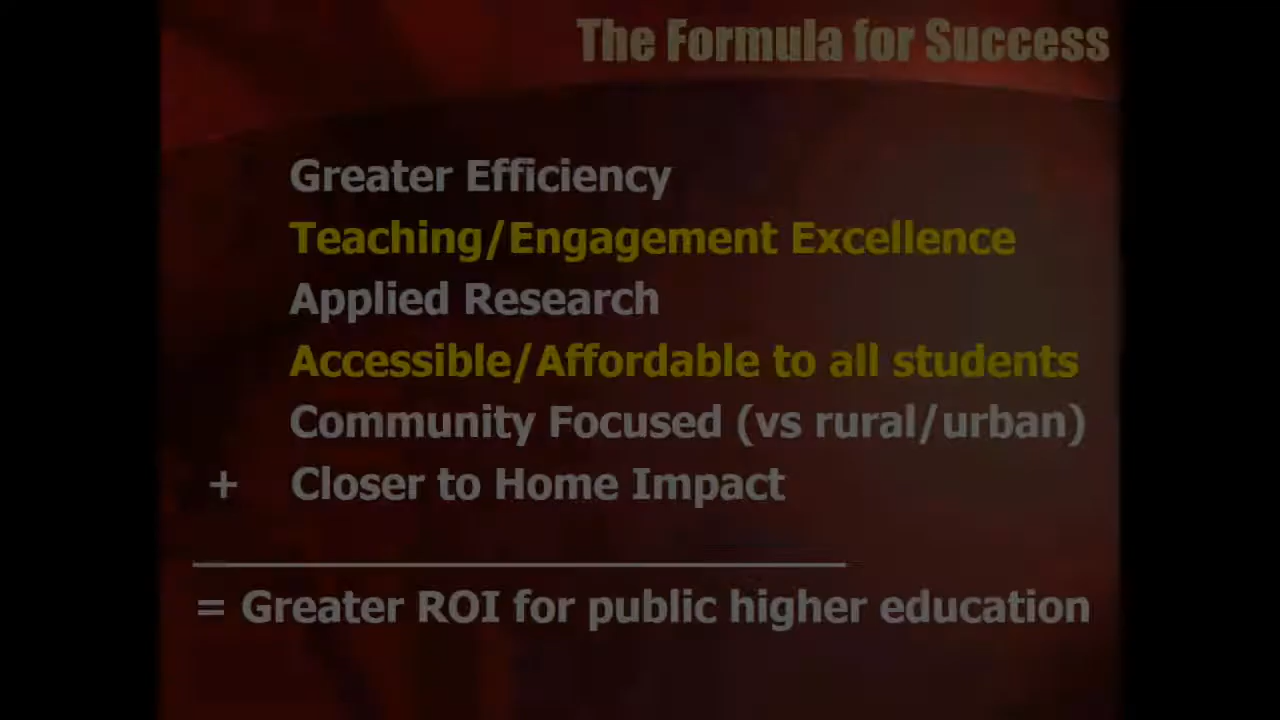 The Formula for Success
Greater Efficiency
Teaching/Engagement Excellence
Applied Research
Accessible/Affordable to all students
Community Focused (vs rural/urban)
+ Closer to Home Impact
= Greater ROI for public higher education